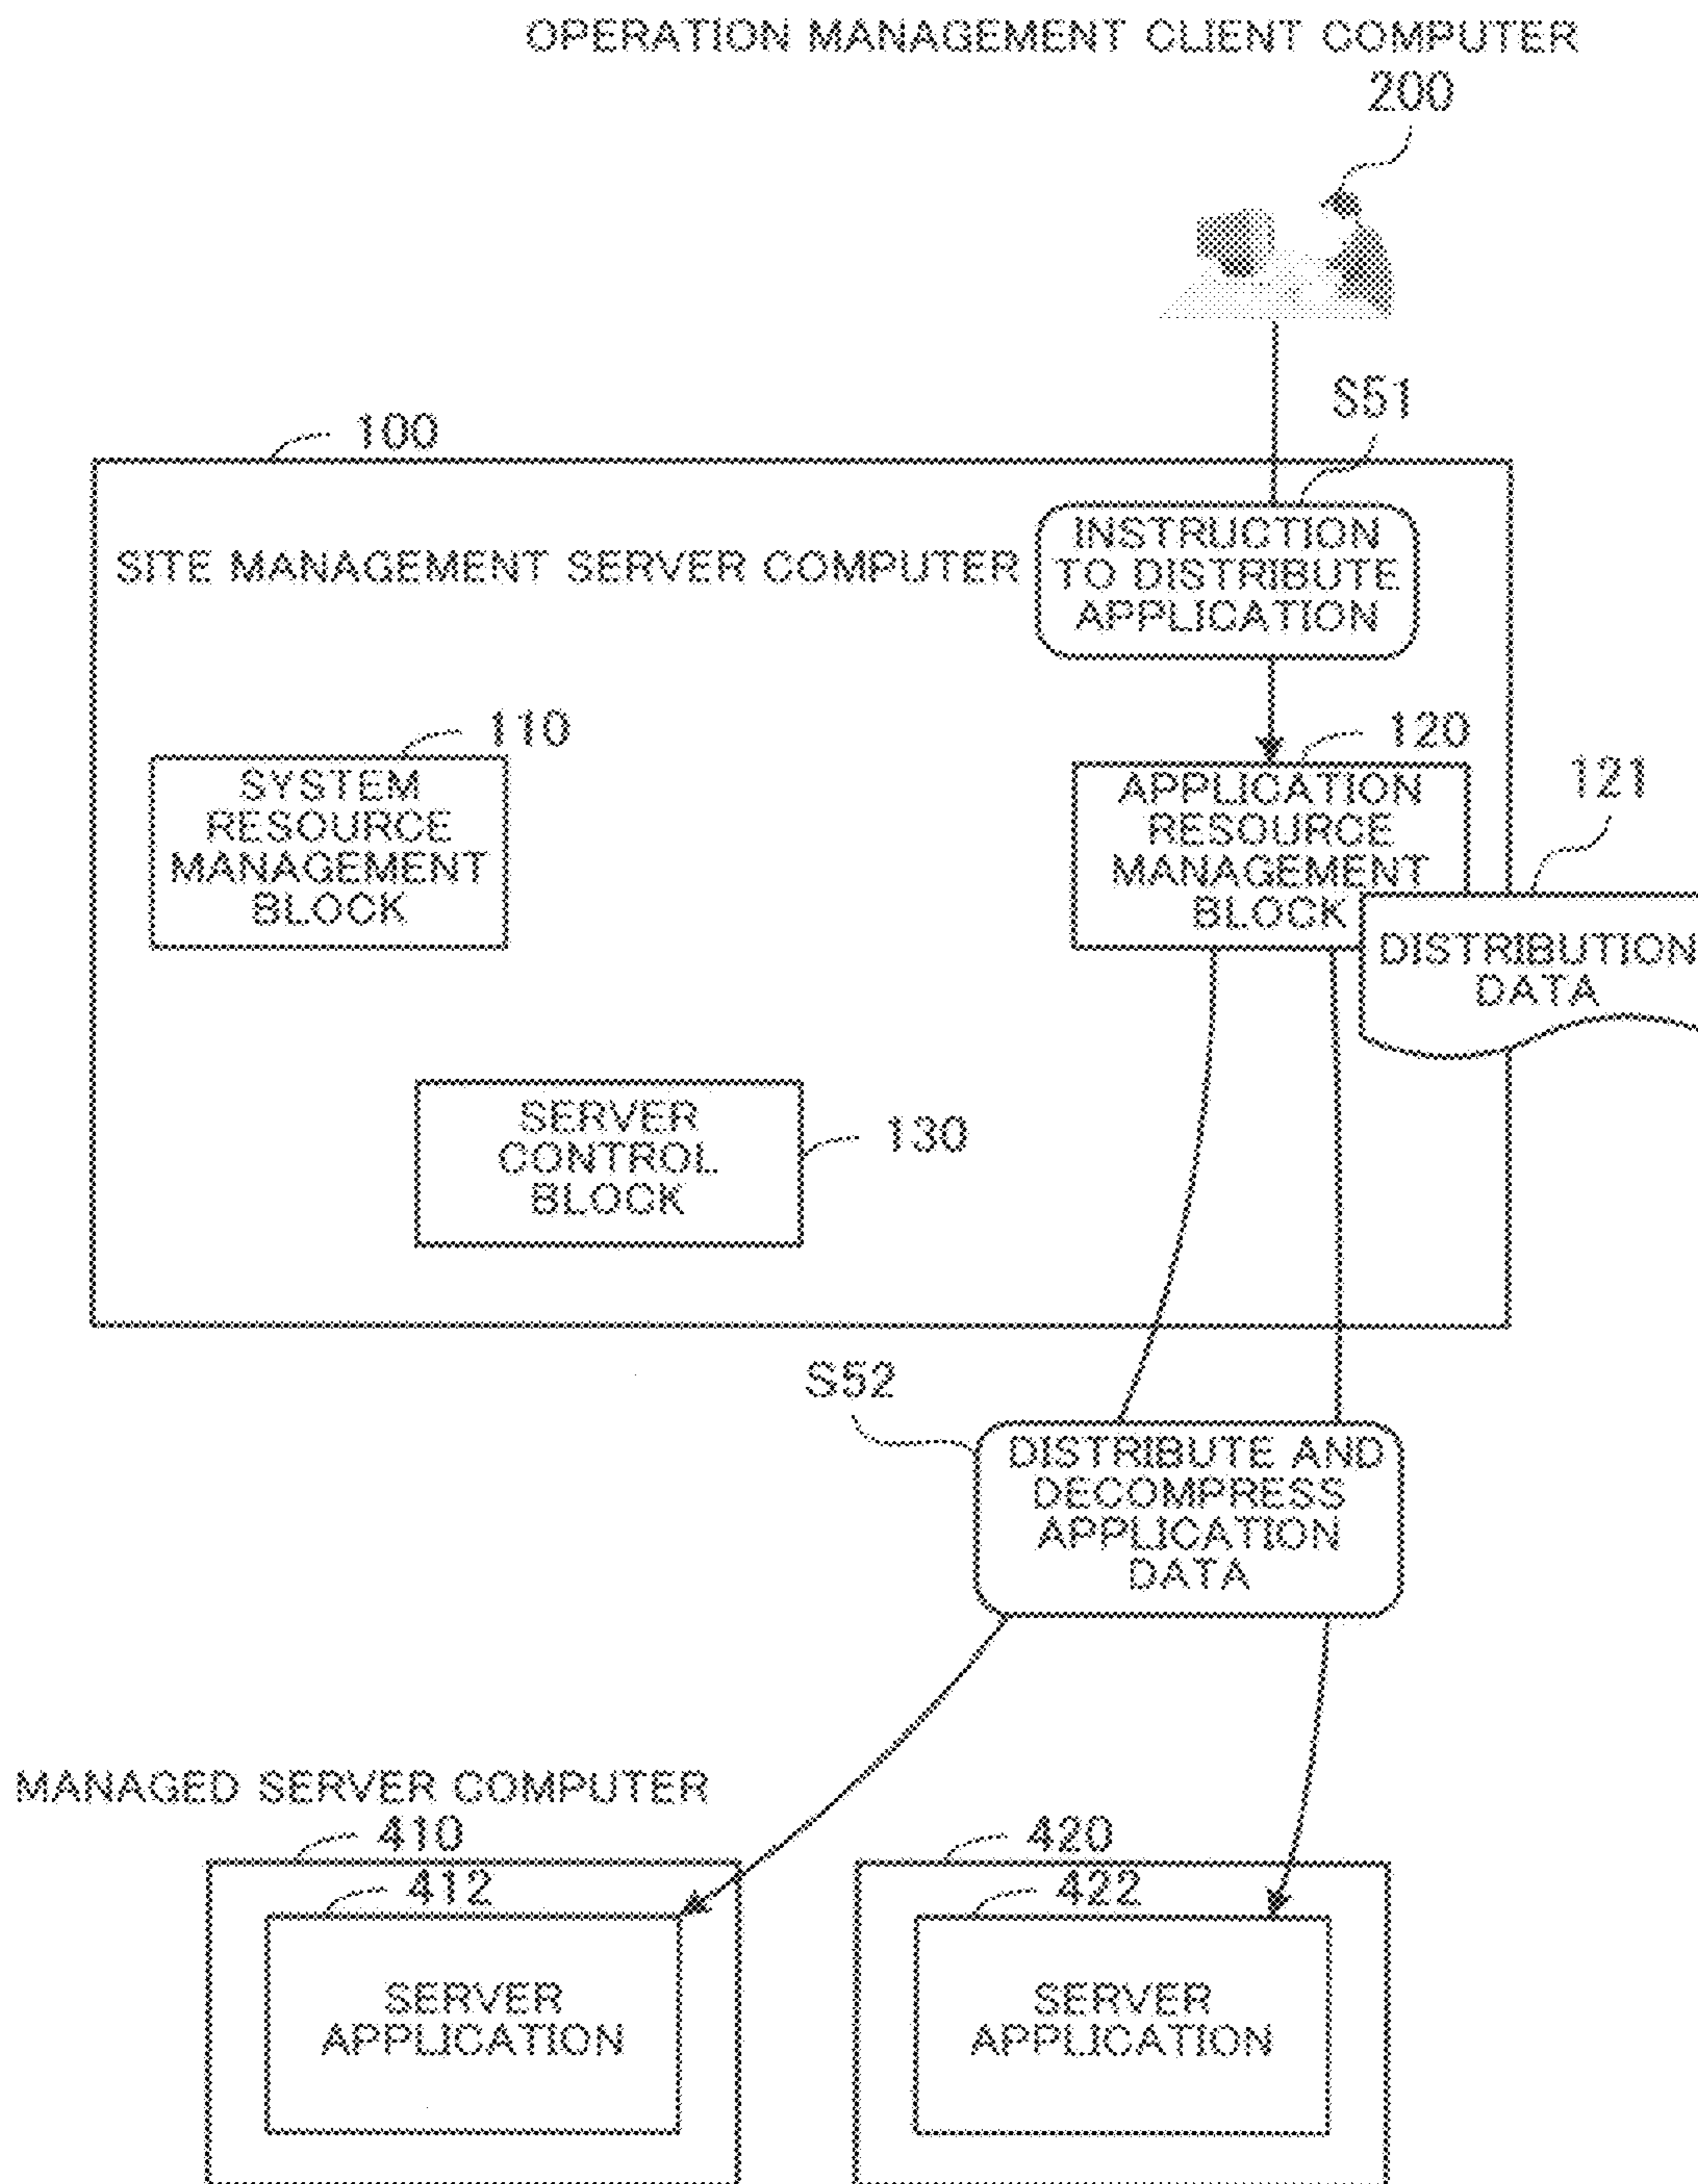 OPERATION MANAGEMENT CLIENT COMPUTER
200
S51
100
INSTRUCTION
TO DISTRIBUTE
APPLICATION
SITE MANAGEMENT SERVER COMPUTER
110
SYSTEM
RESOURCE
MANAGEMENT
BLOCK
120
APPLICATION
RESOURCE
MANAGEMENT
BLOCK
121
DISTRIBUTION
DATA
SERVER
CONTROL
BLOCK
130
S52
DISTRIBUTE AND
DECOMPRESS
APPLICATION
DATA
MANAGED SERVER COMPUTER
410
412
SERVER
APPLICATION
420
422
SERVER
APPLICATION